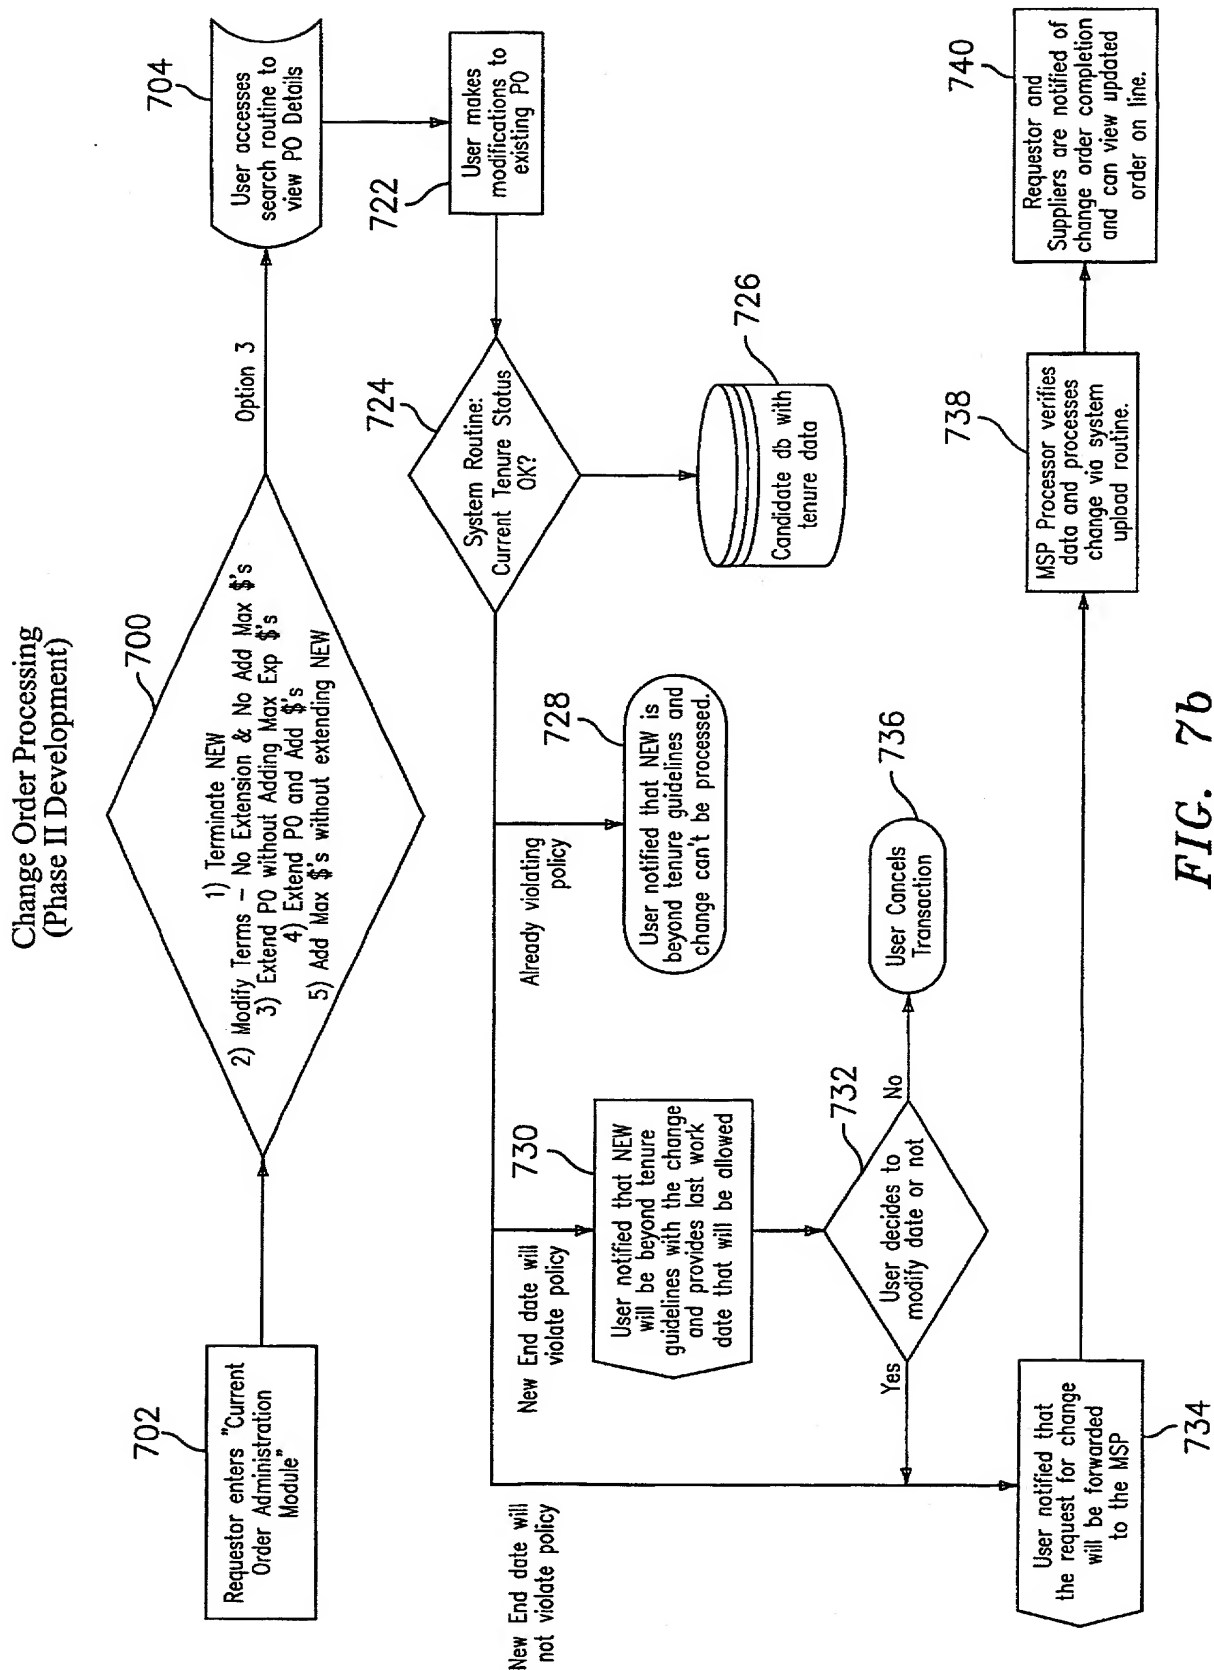 Change Order Processing
(Phase II Development)
702
Requestor enters "Current
Order Administration
Module"
700
1) Terminate NEW
2) Modify Terms – No Extension & No Add Max $'s
3) Extend PO without Adding Max Exp $'s
4) Extend PO and Add $'s
5) Add Max $'s without extending NEW
Option 3
704
User accesses
search routine to
view PO Details
722
User makes
modifications to
existing PO
724
System Routine:
Current Tenure Status
OK?
726
Candidate db with
tenure data
Already violating
policy
728
User notified that NEW is
beyond tenure guidelines and
change can't be processed.
New End date will
violate policy
730
User notified that NEW
will be beyond tenure
guidelines with the change
and provides last work
date that will be allowed
732
User decides to
modify date or not
No
736
User Cancels
Transaction
Yes
New End date will
not violate policy
User notified that
the request for change
will be forwarded
to the MSP
734
738
MSP Processor verifies
data and processes
change via system
upload routine.
740
Requestor and
Suppliers are notified of
change order completion
and can view updated
order on line.
FIG. 7b